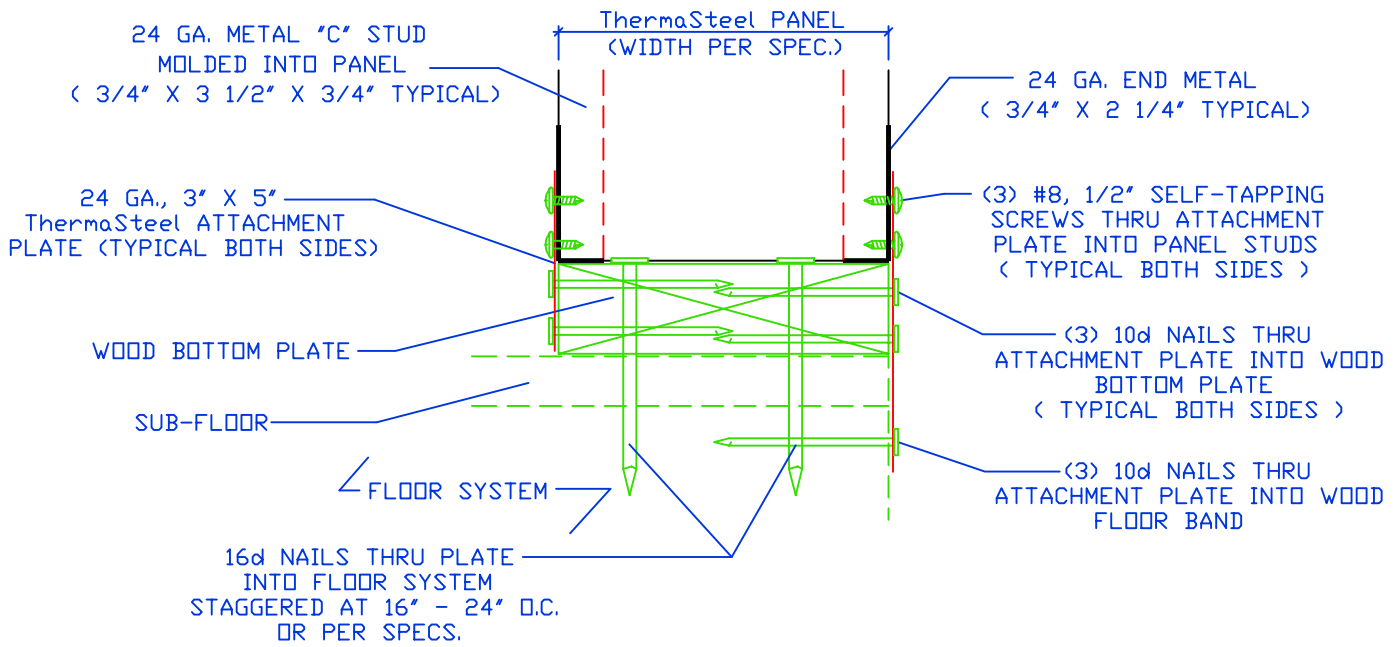 ThermaSteel PANEL
(WIDTH PER SPEC.)
24 GA. METAL "C" STUD
MOLDED INTO PANEL
( 3/4" X 3 1/2" X 3/4" TYPICAL)
24 GA. END METAL
( 3/4" X 2 1/4" TYPICAL)
24 GA., 3" X 5"
ThermaSteel ATTACHMENT
PLATE (TYPICAL BOTH SIDES)
(3) #8, 1/2" SELF-TAPPING
SCREWS THRU ATTACHMENT
PLATE INTO PANEL STUDS
( TYPICAL BOTH SIDES )
WOOD BOTTOM PLATE
(3) 10d NAILS THRU
ATTACHMENT PLATE INTO WOOD
BOTTOM PLATE
( TYPICAL BOTH SIDES )
SUB-FLOOR
FLOOR SYSTEM
(3) 10d NAILS THRU
ATTACHMENT PLATE INTO WOOD
FLOOR BAND
16d NAILS THRU PLATE
INTO FLOOR SYSTEM
STAGGERED AT 16" - 24" O.C.
OR PER SPECS.